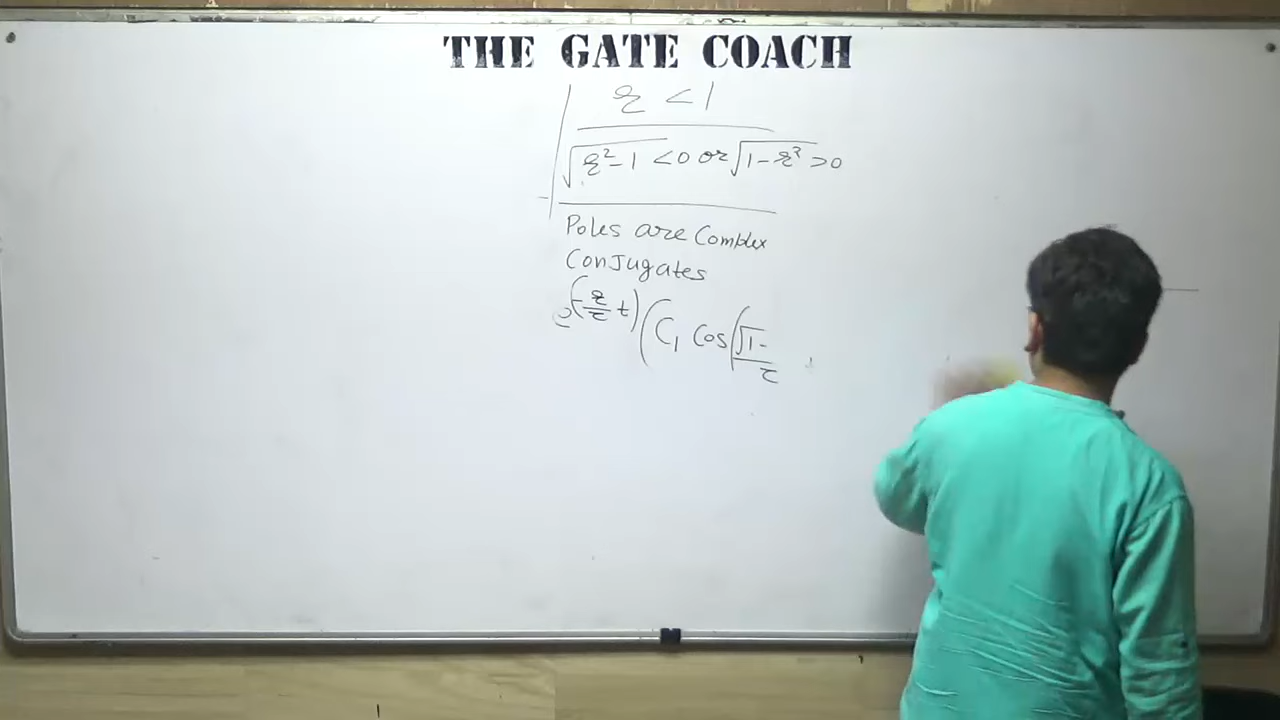 THE GATE COACH
ξ < 1
√ξ²-1 < 0 or √1-ξ² > 0
Poles are Complex
Conjugates
e^(-ξ/τ t) (C₁ Cos(√1-/τ